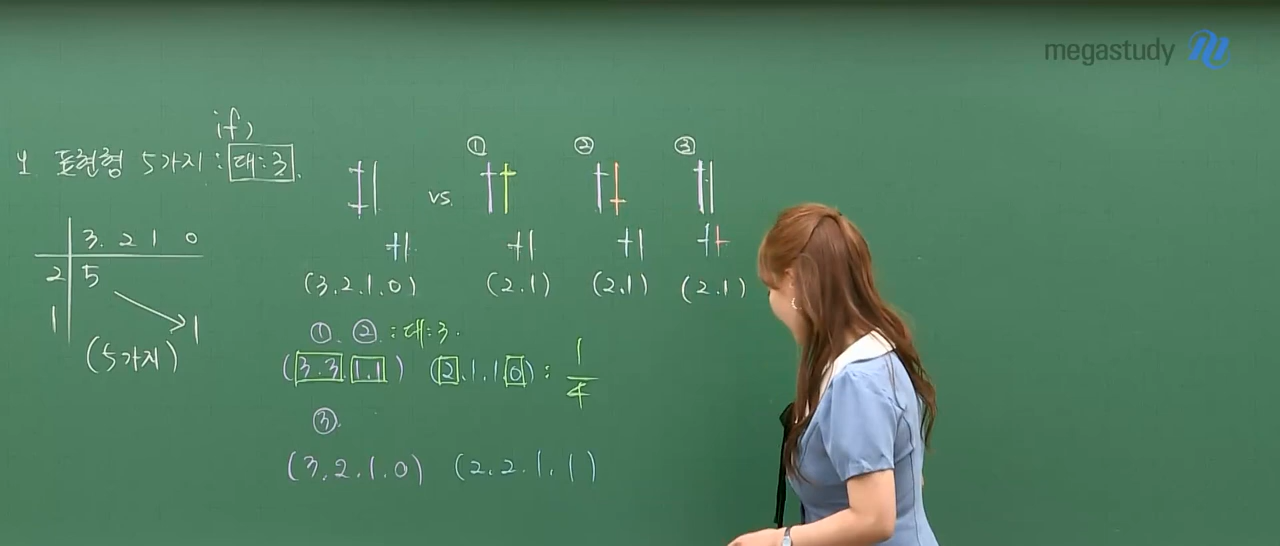 megastudy
if)
1. 표현형 5가지 : 대:3.
3. 2 1 0
2 5
1 1
(5가지)
vs. ① ② ③
(3.2.1.0) (2.1) (2.1) (2.1)
①. ② : 대:3.
(3.3.1.1) (2.1.1.0) : 1/4
③.
(3.2.1.0) (2.2.1.1)